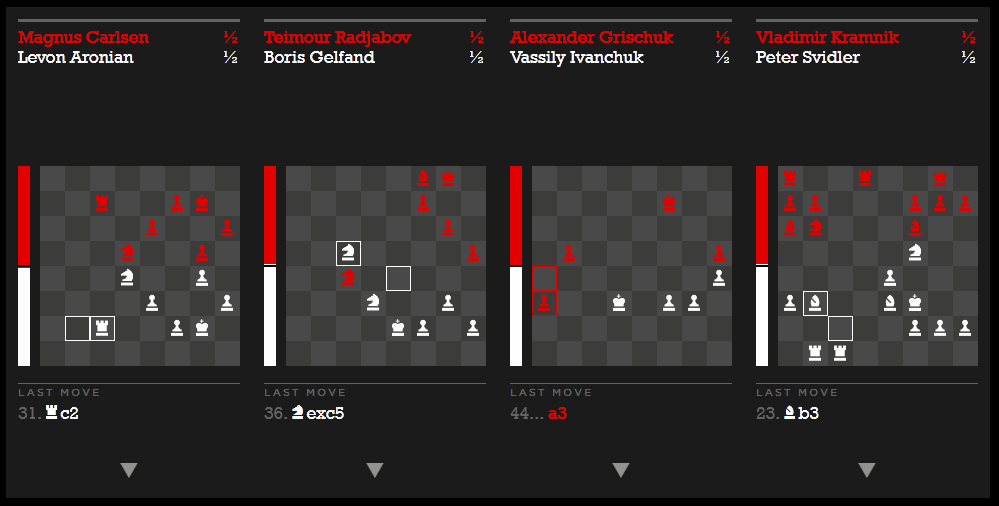 Magnus Carlsen ½
Levon Aronian ½
LAST MOVE
31. ♜c2
Teimour Radjabov ½
Boris Gelfand ½
LAST MOVE
36. ♞exc5
Alexander Grischuk ½
Vassily Ivanchuk ½
LAST MOVE
44... a3
Vladimir Kramnik ½
Peter Svidler ½
LAST MOVE
23. ♝b3